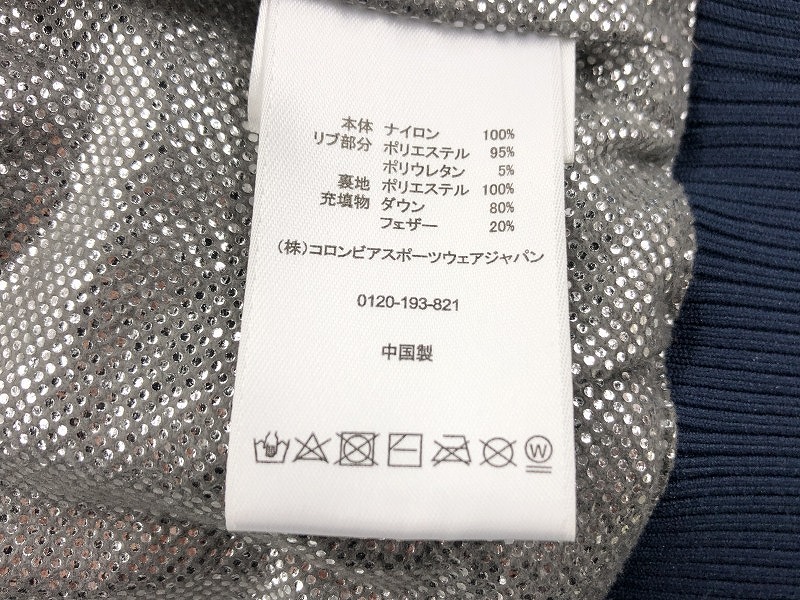 本体 ナイロン 100%
リブ部分 ポリエステル 95%
ポリウレタン 5%
裏地 ポリエステル 100%
充填物 ダウン 80%
フェザー 20%
(株)コロンビアスポーツウェアジャパン
0120-193-821
中国製
W